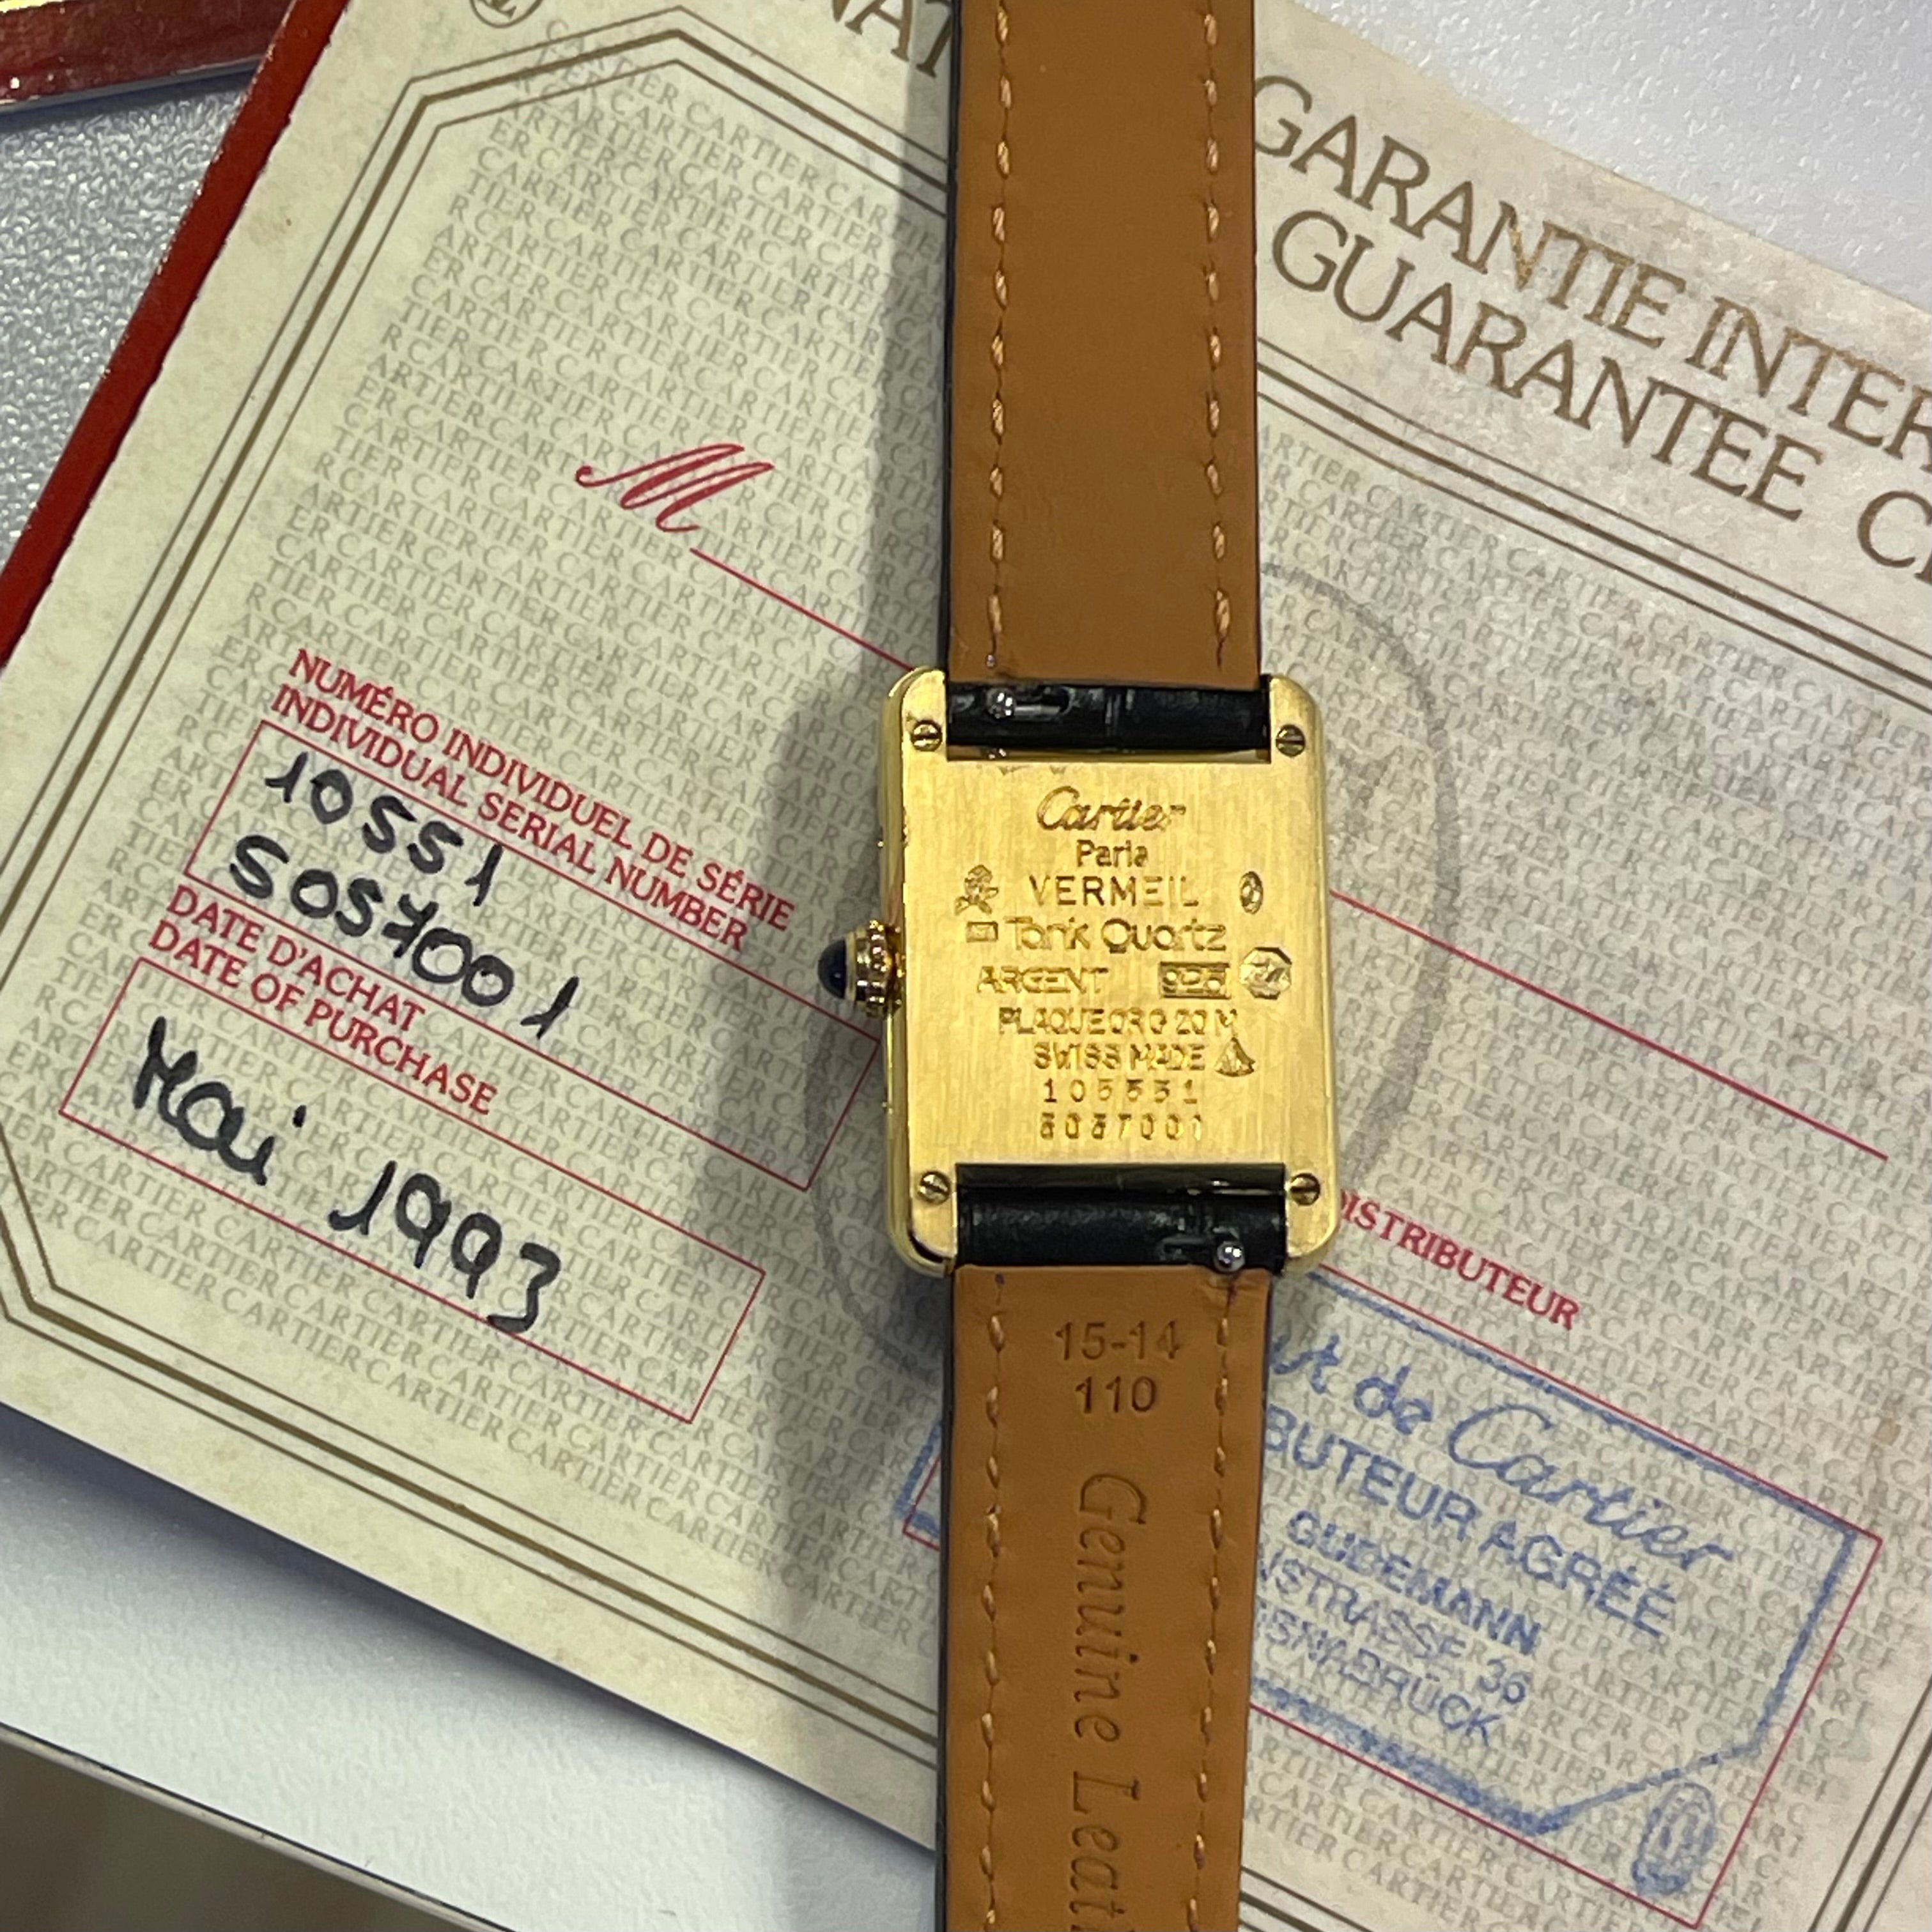 GARANTIE INTER
GUARANTEE C
M
NUMÉRO INDIVIDUEL DE SÉRIE
INDIVIDUAL SERIAL NUMBER
10551
5057001
DATE D'ACHAT
DATE OF PURCHASE
Mai 1993
Cartier
Paris
VERMEIL
Tank Quartz
ARGENT 925
PLAQUE OR G 20 M
SWISS MADE
5057001
15-14
110
Genuine Leat
DISTRIBUTEUR
de Cartier
BUTEUR AGRÉÉ
GUDEMANN
NSTRASSE 36
OSNABRÜCK